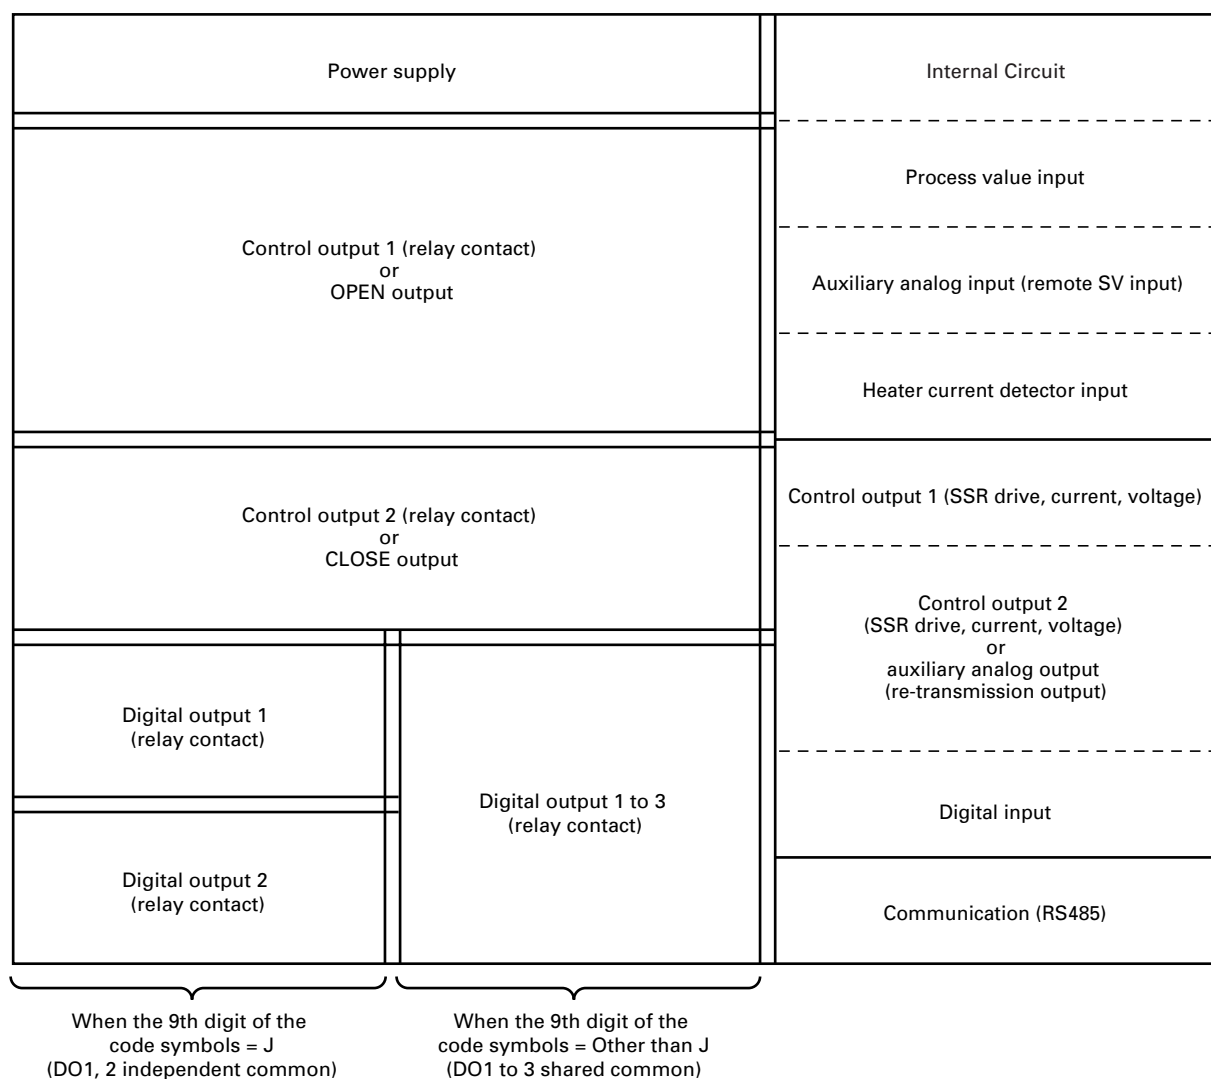 Power supply
Control output 1 (relay contact)
or
OPEN output
Control output 2 (relay contact)
or
CLOSE output
Digital output 1
(relay contact)
Digital output 2
(relay contact)
Digital output 1 to 3
(relay contact)
Internal Circuit
Process value input
Auxiliary analog input (remote SV input)
Heater current detector input
Control output 1 (SSR drive, current, voltage)
Control output 2
(SSR drive, current, voltage)
or
auxiliary analog output
(re-transmission output)
Digital input
Communication (RS485)
When the 9th digit of the
code symbols = J
(DO1, 2 independent common)
When the 9th digit of the
code symbols = Other than J
(DO1 to 3 shared common)